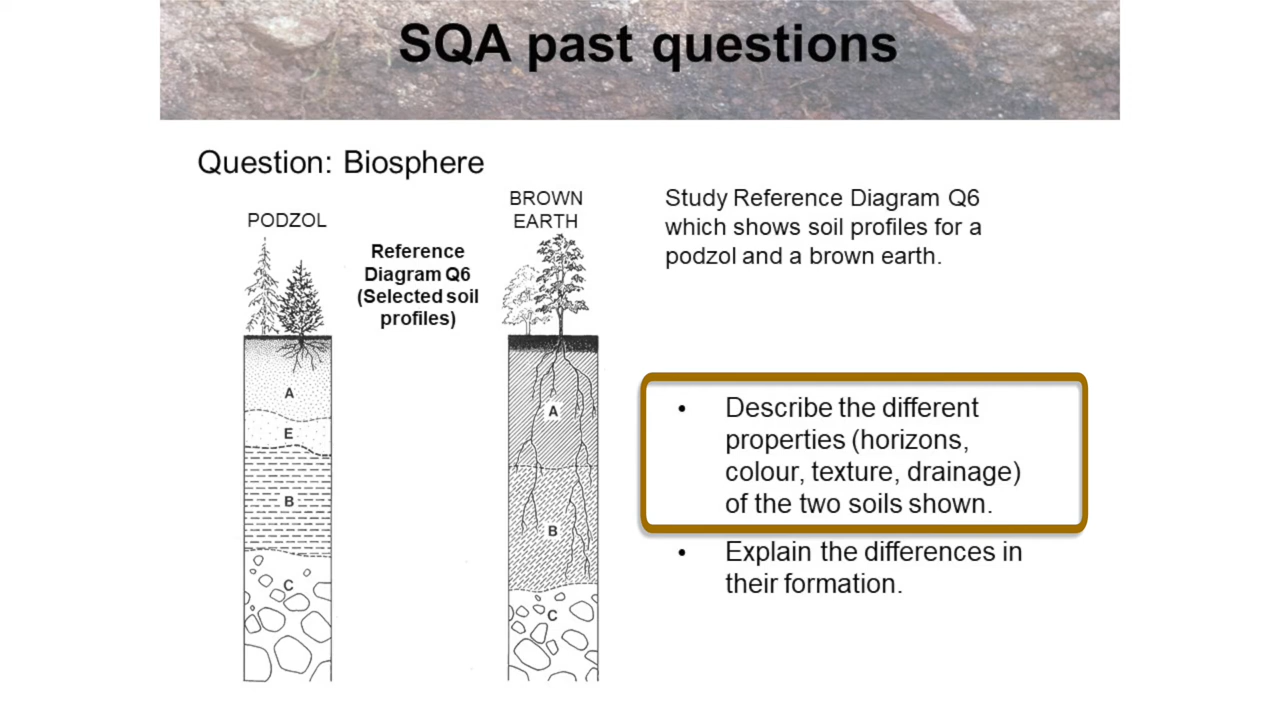 SQA past questions
Question: Biosphere
PODZOL
Reference
Diagram Q6
(Selected soil
profiles)
BROWN
EARTH
A
E
B
C
A
B
C
Study Reference Diagram Q6
which shows soil profiles for a
podzol and a brown earth.
• Describe the different
properties (horizons,
colour, texture, drainage)
of the two soils shown.
• Explain the differences in
their formation.